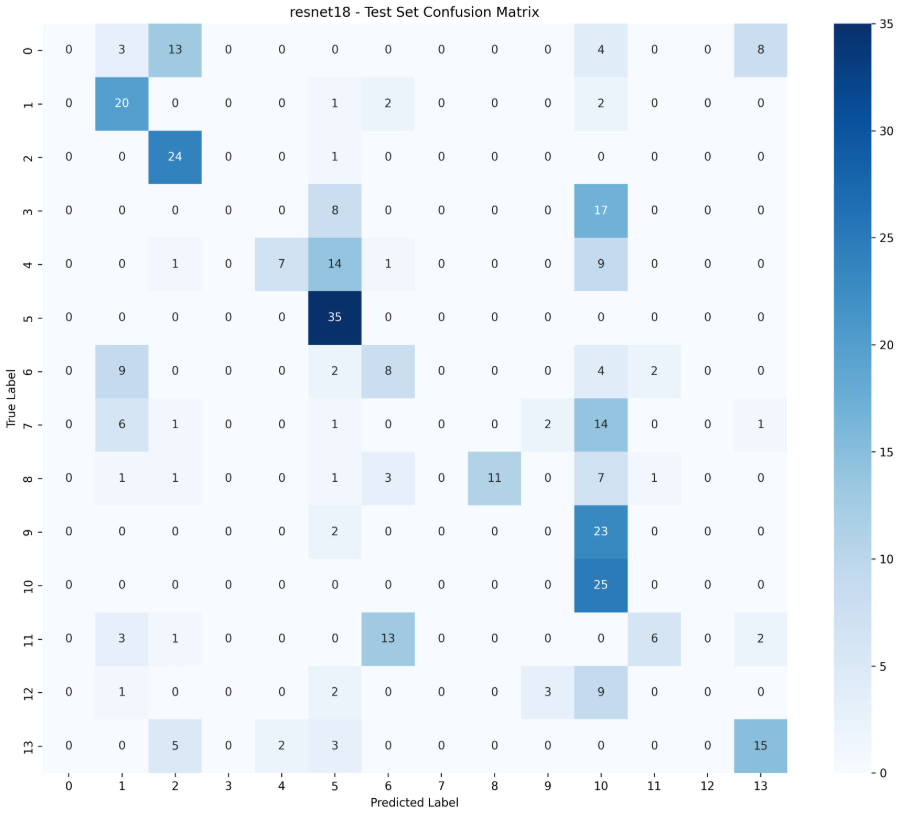 resnet18 - Test Set Confusion Matrix
0 0 3 13 0 0 0 0 0 0 0 4 0 0 8
1 0 20 0 0 0 1 2 0 0 0 2 0 0 0
2 0 0 24 0 0 1 0 0 0 0 0 0 0 0
3 0 0 0 0 0 8 0 0 0 0 17 0 0 0
4 0 0 1 0 7 14 1 0 0 0 9 0 0 0
5 0 0 0 0 0 35 0 0 0 0 0 0 0 0
6 0 9 0 0 0 2 8 0 0 0 4 2 0 0
7 0 6 1 0 0 1 0 0 0 2 14 0 0 1
8 0 1 1 0 0 1 3 0 11 0 7 1 0 0
9 0 0 0 0 0 2 0 0 0 0 23 0 0 0
10 0 0 0 0 0 0 0 0 0 0 25 0 0 0
11 0 3 1 0 0 0 13 0 0 0 0 6 0 2
12 0 1 0 0 0 2 0 0 0 3 9 0 0 0
13 0 0 5 0 2 3 0 0 0 0 0 0 0 15
0 1 2 3 4 5 6 7 8 9 10 11 12 13
Predicted Label
True Label
35
30
25
20
15
10
5
0